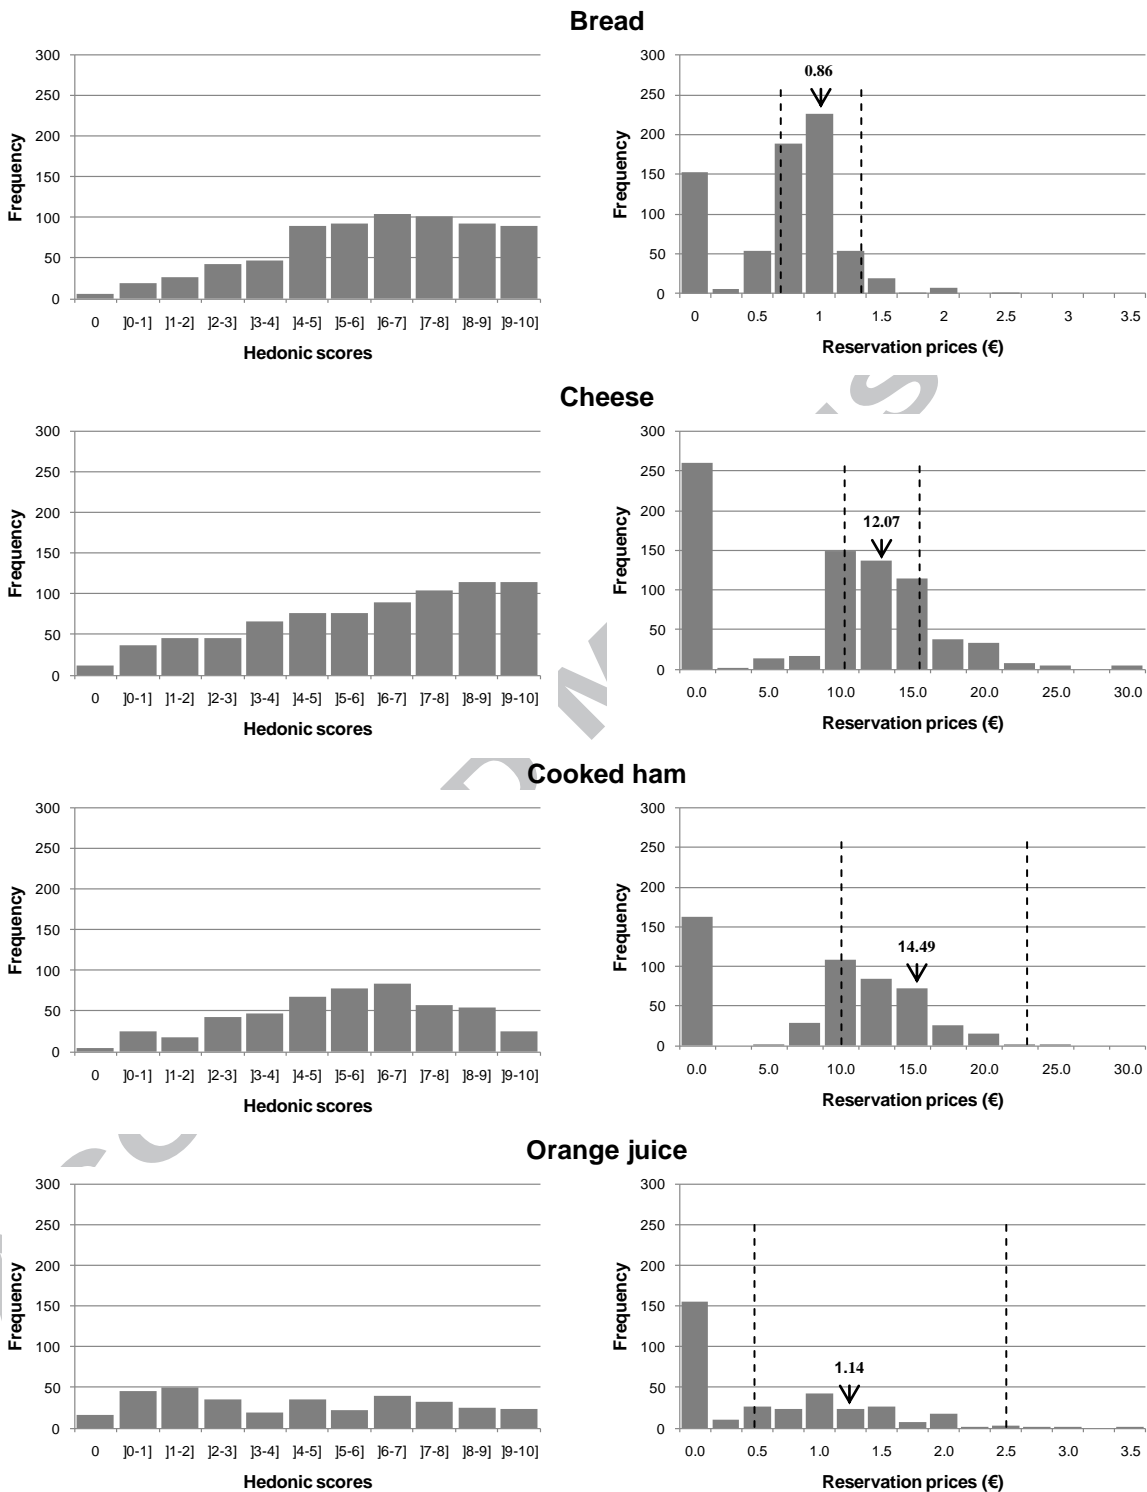 Bread
300
250
200
150
100
50
0
Frequency
0 ]0-1] ]1-2] ]2-3] ]3-4] ]4-5] ]5-6] ]6-7] ]7-8] ]8-9] ]9-10]
Hedonic scores
300
250
200
150
100
50
0
Frequency
0.86
0 0.5 1 1.5 2 2.5 3 3.5
Reservation prices (€)
Cheese
300
250
200
150
100
50
0
Frequency
0 ]0-1] ]1-2] ]2-3] ]3-4] ]4-5] ]5-6] ]6-7] ]7-8] ]8-9] ]9-10]
Hedonic scores
300
250
200
150
100
50
0
Frequency
12.07
0.0 5.0 10.0 15.0 20.0 25.0 30.0
Reservation prices (€)
Cooked ham
300
250
200
150
100
50
0
Frequency
0 ]0-1] ]1-2] ]2-3] ]3-4] ]4-5] ]5-6] ]6-7] ]7-8] ]8-9] ]9-10]
Hedonic scores
300
250
200
150
100
50
0
Frequency
14.49
0.0 5.0 10.0 15.0 20.0 25.0 30.0
Reservation prices (€)
Orange juice
300
250
200
150
100
50
0
Frequency
0 ]0-1] ]1-2] ]2-3] ]3-4] ]4-5] ]5-6] ]6-7] ]7-8] ]8-9] ]9-10]
Hedonic scores
300
250
200
150
100
50
0
Frequency
1.14
0.0 0.5 1.0 1.5 2.0 2.5 3.0 3.5
Reservation prices (€)